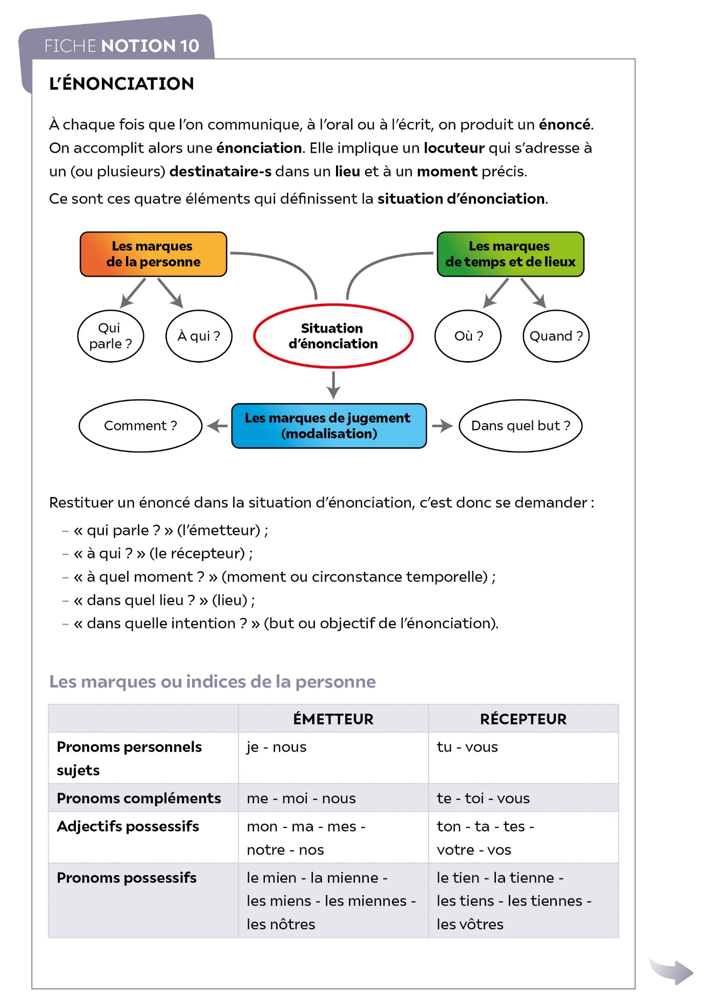 FICHE NOTION 10
L’ÉNONCIATION
À chaque fois que l’on communique, à l’oral ou à l’écrit, on produit un énoncé.
On accomplit alors une énonciation. Elle implique un locuteur qui s’adresse à
un (ou plusieurs) destinataire-s dans un lieu et à un moment précis.
Ce sont ces quatre éléments qui définissent la situation d’énonciation.
Les marques
de la personne
Les marques
de temps et de lieux
Qui
parle ?
À qui ?
Situation
d’énonciation
Où ?
Quand ?
Comment ?
Les marques de jugement
(modalisation)
Dans quel but ?
Restituer un énoncé dans la situation d’énonciation, c’est donc se demander :
– « qui parle ? » (l’émetteur) ;
– « à qui ? » (le récepteur) ;
– « à quel moment ? » (moment ou circonstance temporelle) ;
– « dans quel lieu ? » (lieu) ;
– « dans quelle intention ? » (but ou objectif de l’énonciation).
Les marques ou indices de la personne
ÉMETTEUR RÉCEPTEUR
Pronoms personnels je - nous tu - vous
sujets
Pronoms compléments me - moi - nous te - toi - vous
Adjectifs possessifs mon - ma - mes - ton - ta - tes -
notre - nos votre - vos
Pronoms possessifs le mien - la mienne - le tien - la tienne -
les miens - les miennes - les tiens - les tiennes -
les nôtres les vôtres